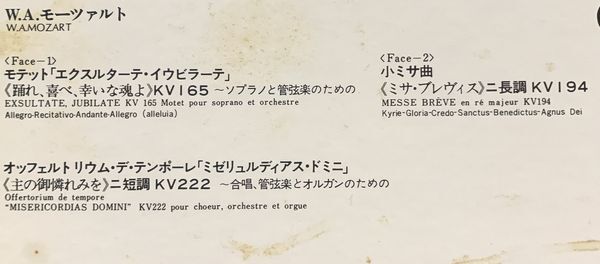 W.A.モーツァルト
W.A.MOZART
〈Face−1〉
モテット「エクスルターテ・イウビラーテ」
《踊れ、喜べ、幸いな魂よ》KV165 〜ソプラノと管弦楽のための
EXSULTATE, JUBILATE KV 165 Motet pour soprano et orchestre
Allegro-Recitativo-Andante-Allegro (alleluia)
オッフェルトリウム・デ・テンポーレ「ミゼリュルディアス・ドミニ」
《主の御憐れみを》ニ短調 KV222 〜合唱、管弦楽とオルガンのための
Offertorium de tempore
“MISERICORDIAS DOMINI” KV222 pour choeur, orchestre et orgue
〈Face−2〉
小ミサ曲
《ミサ・ブレヴィス》ニ長調 KV194
MESSE BRÈVE en ré majeur KV194
Kyrie-Gloria-Credo-Sanctus-Benedictus-Agnus Dei